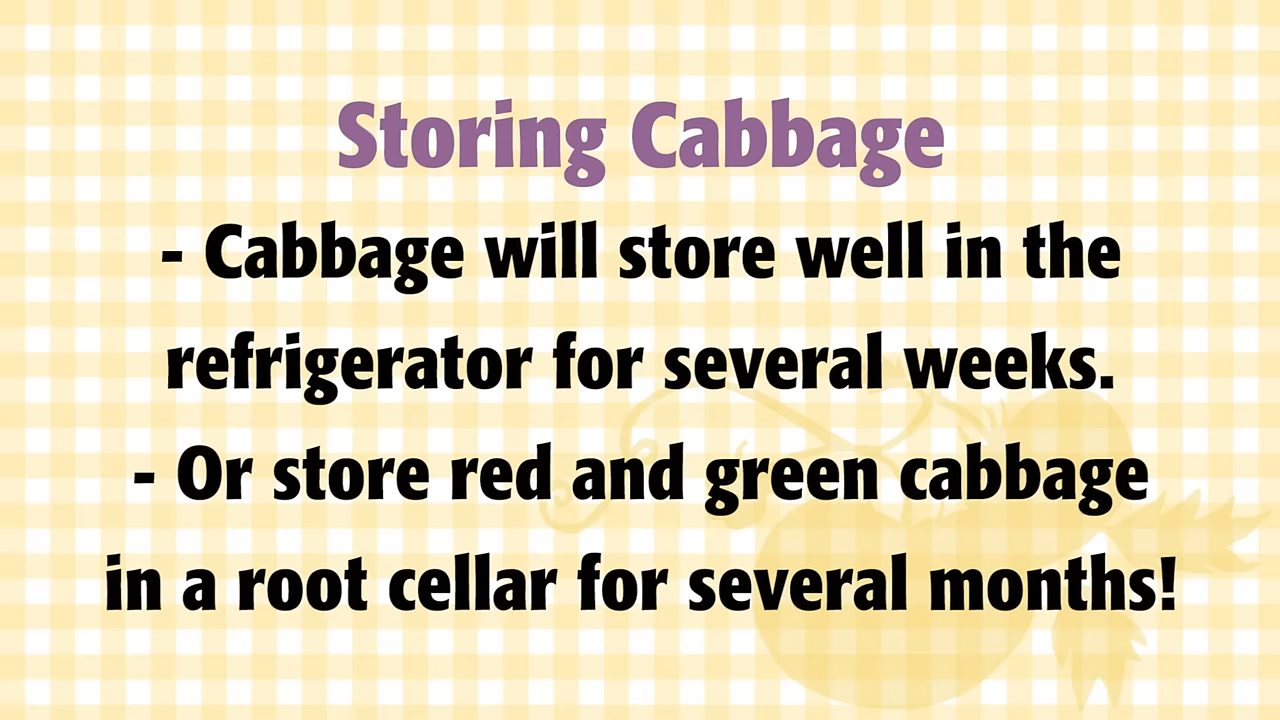 Storing Cabbage
- Cabbage will store well in the
refrigerator for several weeks.
- Or store red and green cabbage
in a root cellar for several months!